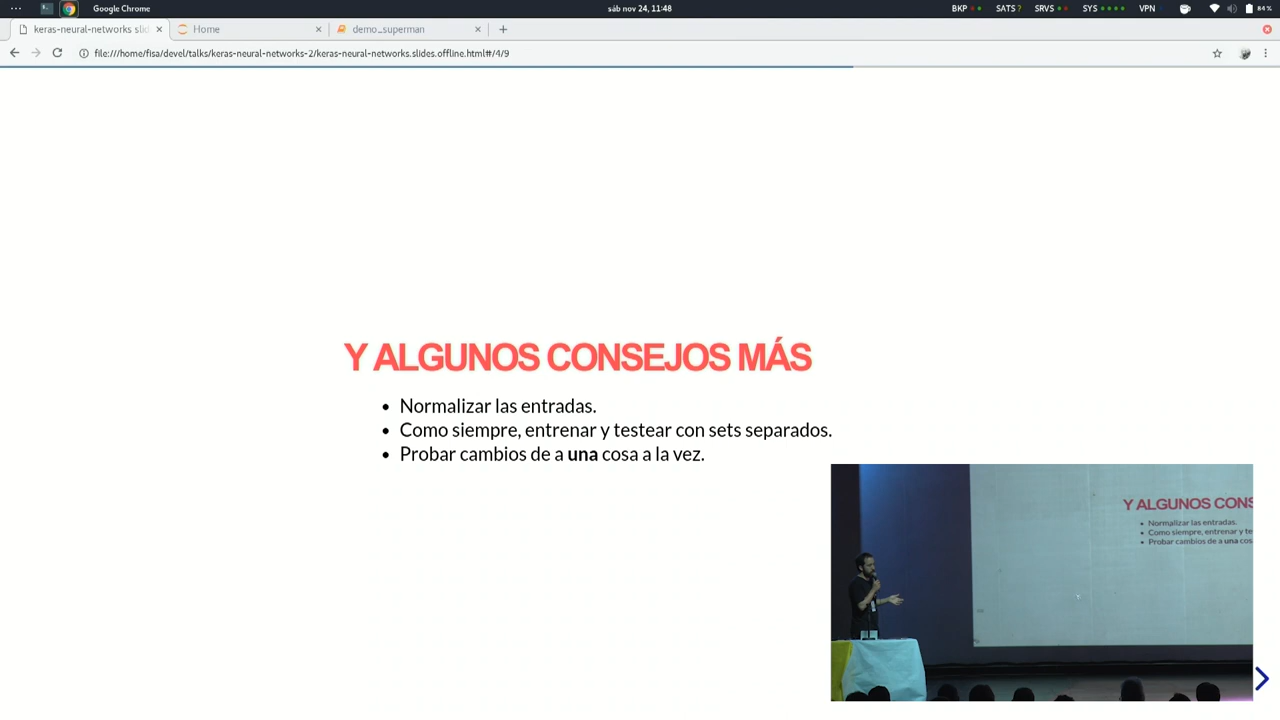 Google Chrome
sáb nov 24, 11:48
BKP
SATS ?
SRVS
SYS
VPN
84 %
keras-neural-networks slid
Home
demo_superman
file:///home/fisa/devel/talks/keras-neural-networks-2/keras-neural-networks.slides.offline.html#/4/9
Y ALGUNOS CONSEJOS MÁS
Normalizar las entradas.
Como siempre, entrenar y testear con sets separados.
Probar cambios de a una cosa a la vez.
Y ALGUNOS CONS
Normalizar las entradas.
Como siempre, entrenar y te
Probar cambios de a una cos